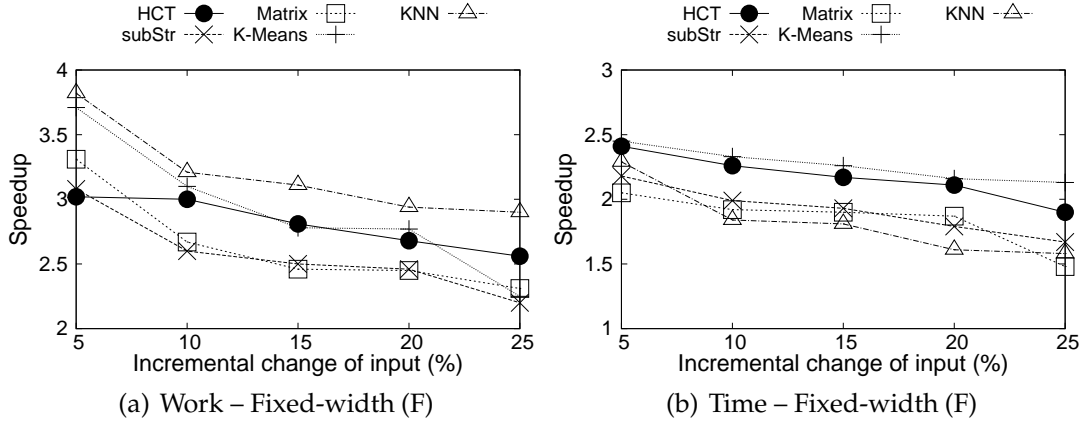 HCT Matrix KNN
subStr K-Means
4
3.5
3
2.5
2
5 10 15 20 25
Speedup
Incremental change of input (%)
(a) Work – Fixed-width (F)
HCT Matrix KNN
subStr K-Means
3
2.5
2
1.5
1
5 10 15 20 25
Speedup
Incremental change of input (%)
(b) Time – Fixed-width (F)